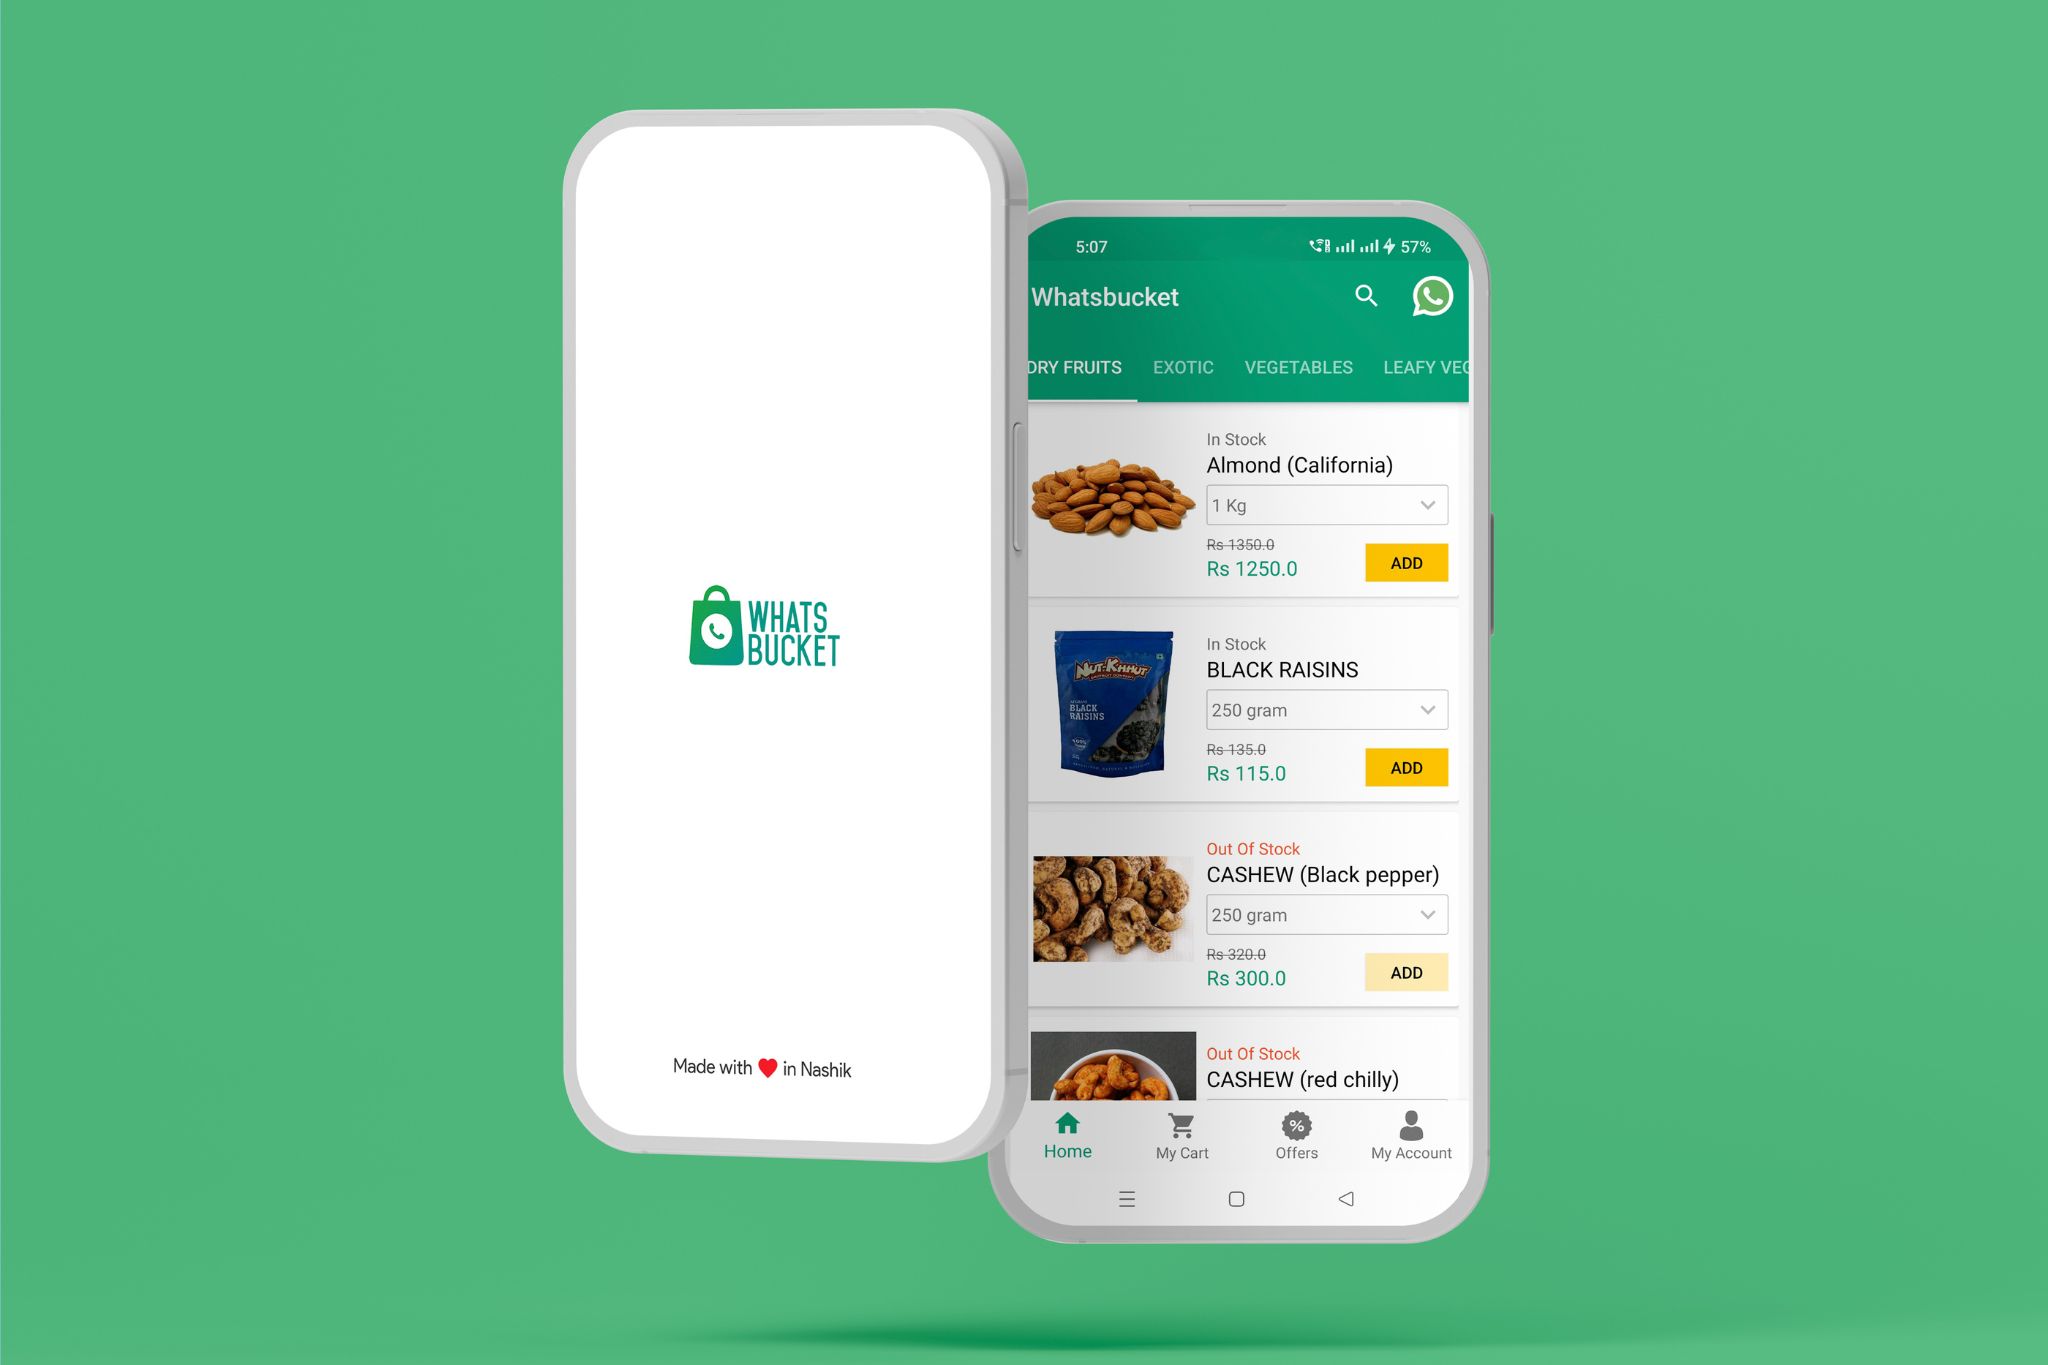 WHATS
BUCKET
Made with ❤ in Nashik
5:07
57%
Whatsbucket
DRY FRUITS EXOTIC VEGETABLES LEAFY VEG
In Stock
Almond (California)
1 Kg
Rs 1350.0
Rs 1250.0
ADD
NUT-KHHUT
BLACK
RAISINS
In Stock
BLACK RAISINS
250 gram
Rs 135.0
Rs 115.0
ADD
Out Of Stock
CASHEW (Black pepper)
250 gram
Rs 320.0
Rs 300.0
ADD
Out Of Stock
CASHEW (red chilly)
Home
My Cart
%
Offers
My Account